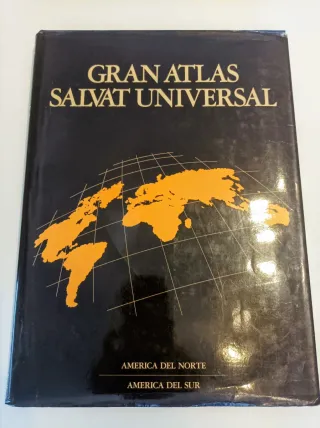 GRAN ATLAS
SALVAT UNIVERSAL
AMERICA DEL NORTE
AMERICA DEL SUR